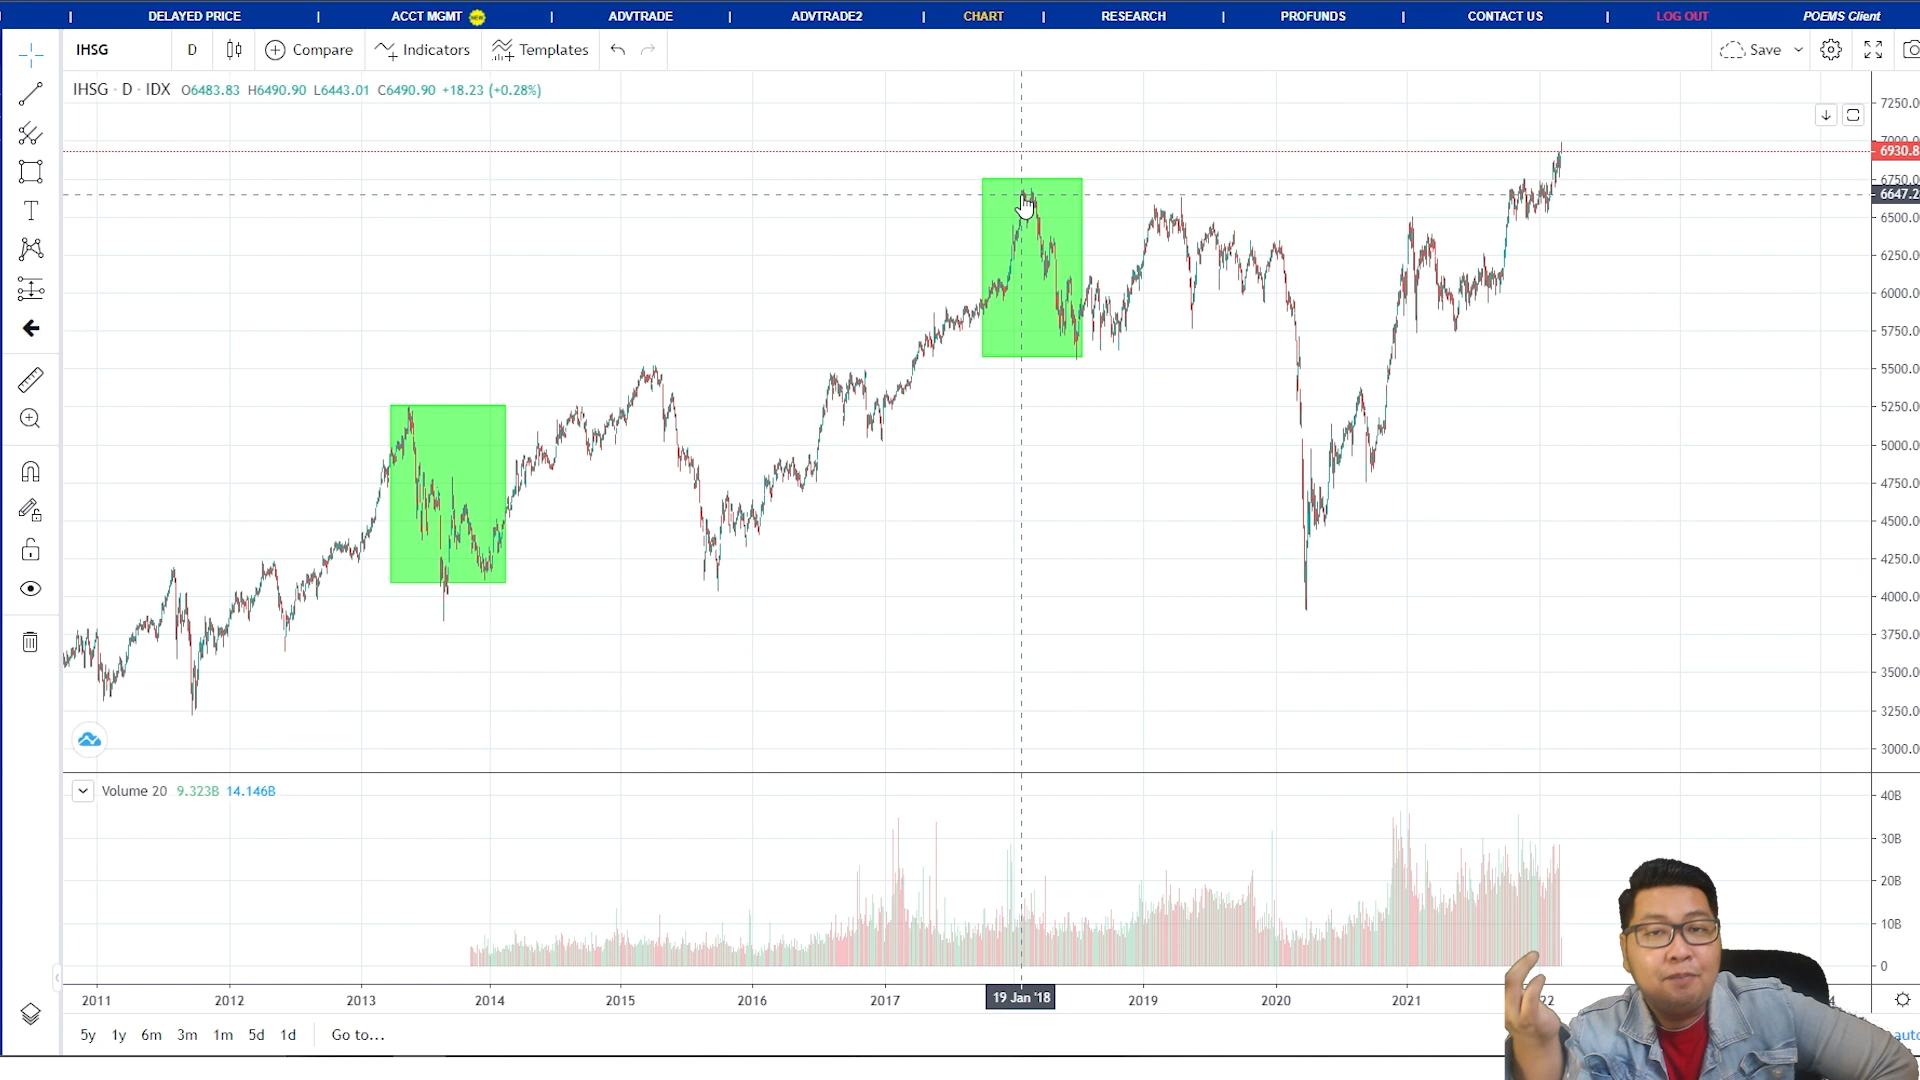 DELAYED PRICE | ACCT MGMT NEW | ADVTRADE | ADVTRADE2 | CHART | RESEARCH | PROFUNDS | CONTACT US | LOG OUT POEMS Client
IHSG D Compare Indicators Templates Save
IHSG · D · IDX O6483.83 H6490.90 L6443.01 C6490.90 +18.23 (+0.28%)
7250.0
7000.0
6930.8
6750.0
6647.2
6500.0
6250.0
6000.0
5750.0
5500.0
5250.0
5000.0
4750.0
4500.0
4250.0
4000.0
3750.0
3500.0
3250.0
3000.0
Volume 20 9.323B 14.146B
40B
30B
20B
10B
0
2011 2012 2013 2014 2015 2016 2017 19 Jan '18 2019 2020 2021 22
5y 1y 6m 3m 1m 5d 1d Go to... auto